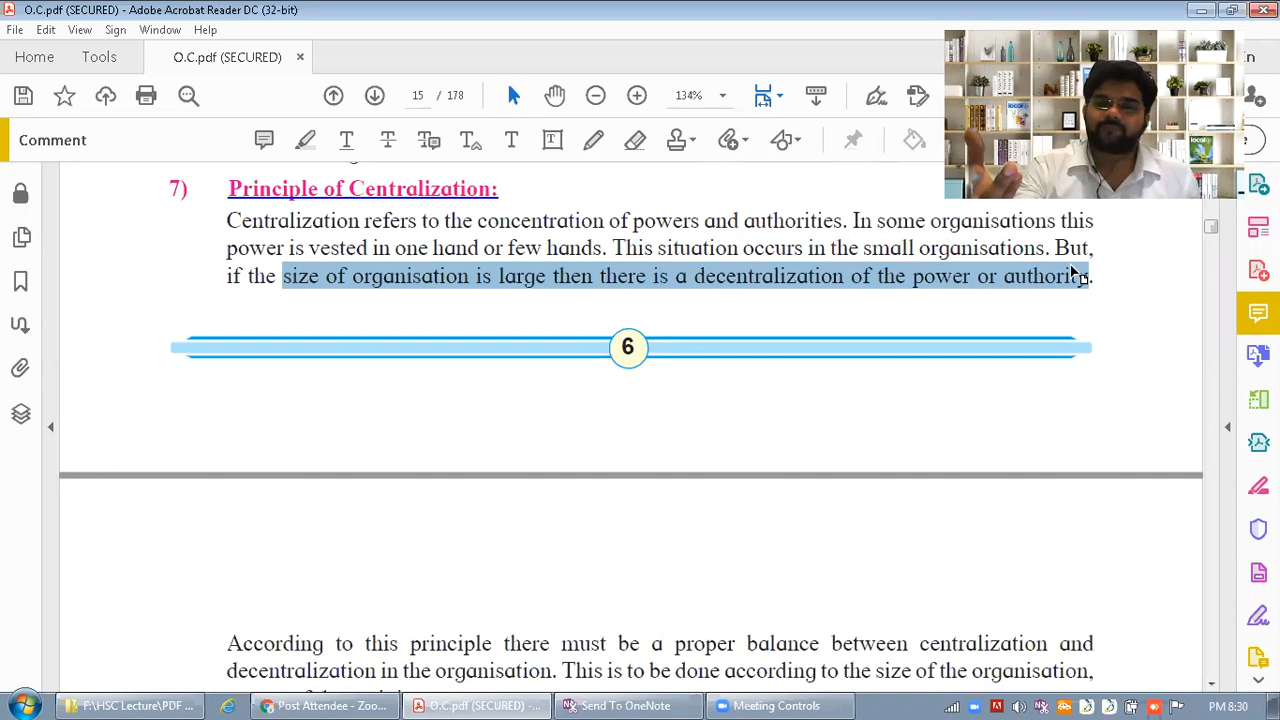 O.C.pdf (SECURED) - Adobe Acrobat Reader DC (32-bit)
File Edit View Sign Window Help
Home Tools O.C.pdf (SECURED) ×
15 / 178 134%
Comment
7) Principle of Centralization:
Centralization refers to the concentration of powers and authorities. In some organisations this
power is vested in one hand or few hands. This situation occurs in the small organisations. But,
if the size of organisation is large then there is a decentralization of the power or authority.
6
According to this principle there must be a proper balance between centralization and
decentralization in the organisation. This is to be done according to the size of the organisation,
F:\HSC Lecture\PDF ... Post Attendee - Zoo... O.C.pdf (SECURED) -... Send To OneNote Meeting Controls PM 8:30